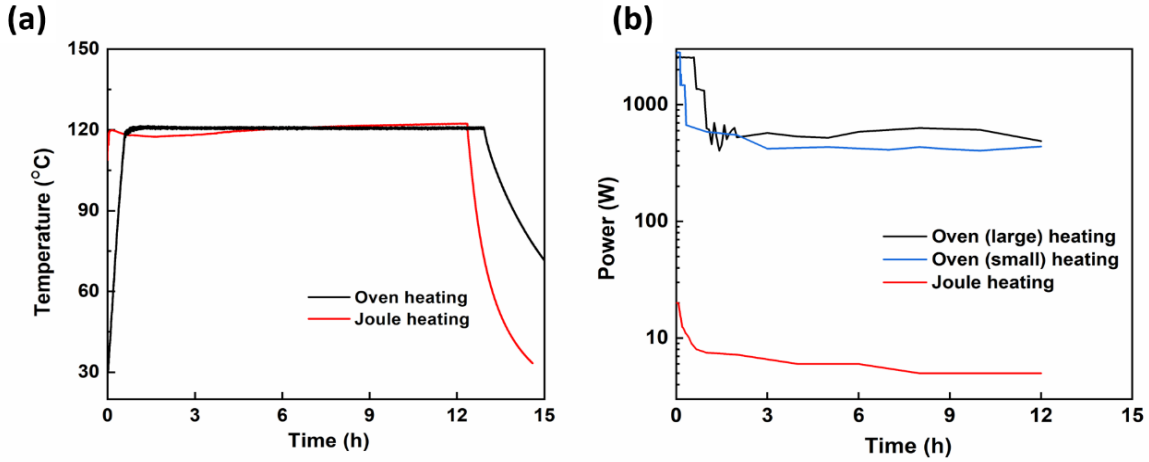 (a)
150
120
90
60
30
Temperature (°C)
Oven heating
Joule heating
0 3 6 9 12 15
Time (h)
(b)
1000
100
10
Power (W)
Oven (large) heating
Oven (small) heating
Joule heating
0 3 6 9 12 15
Time (h)